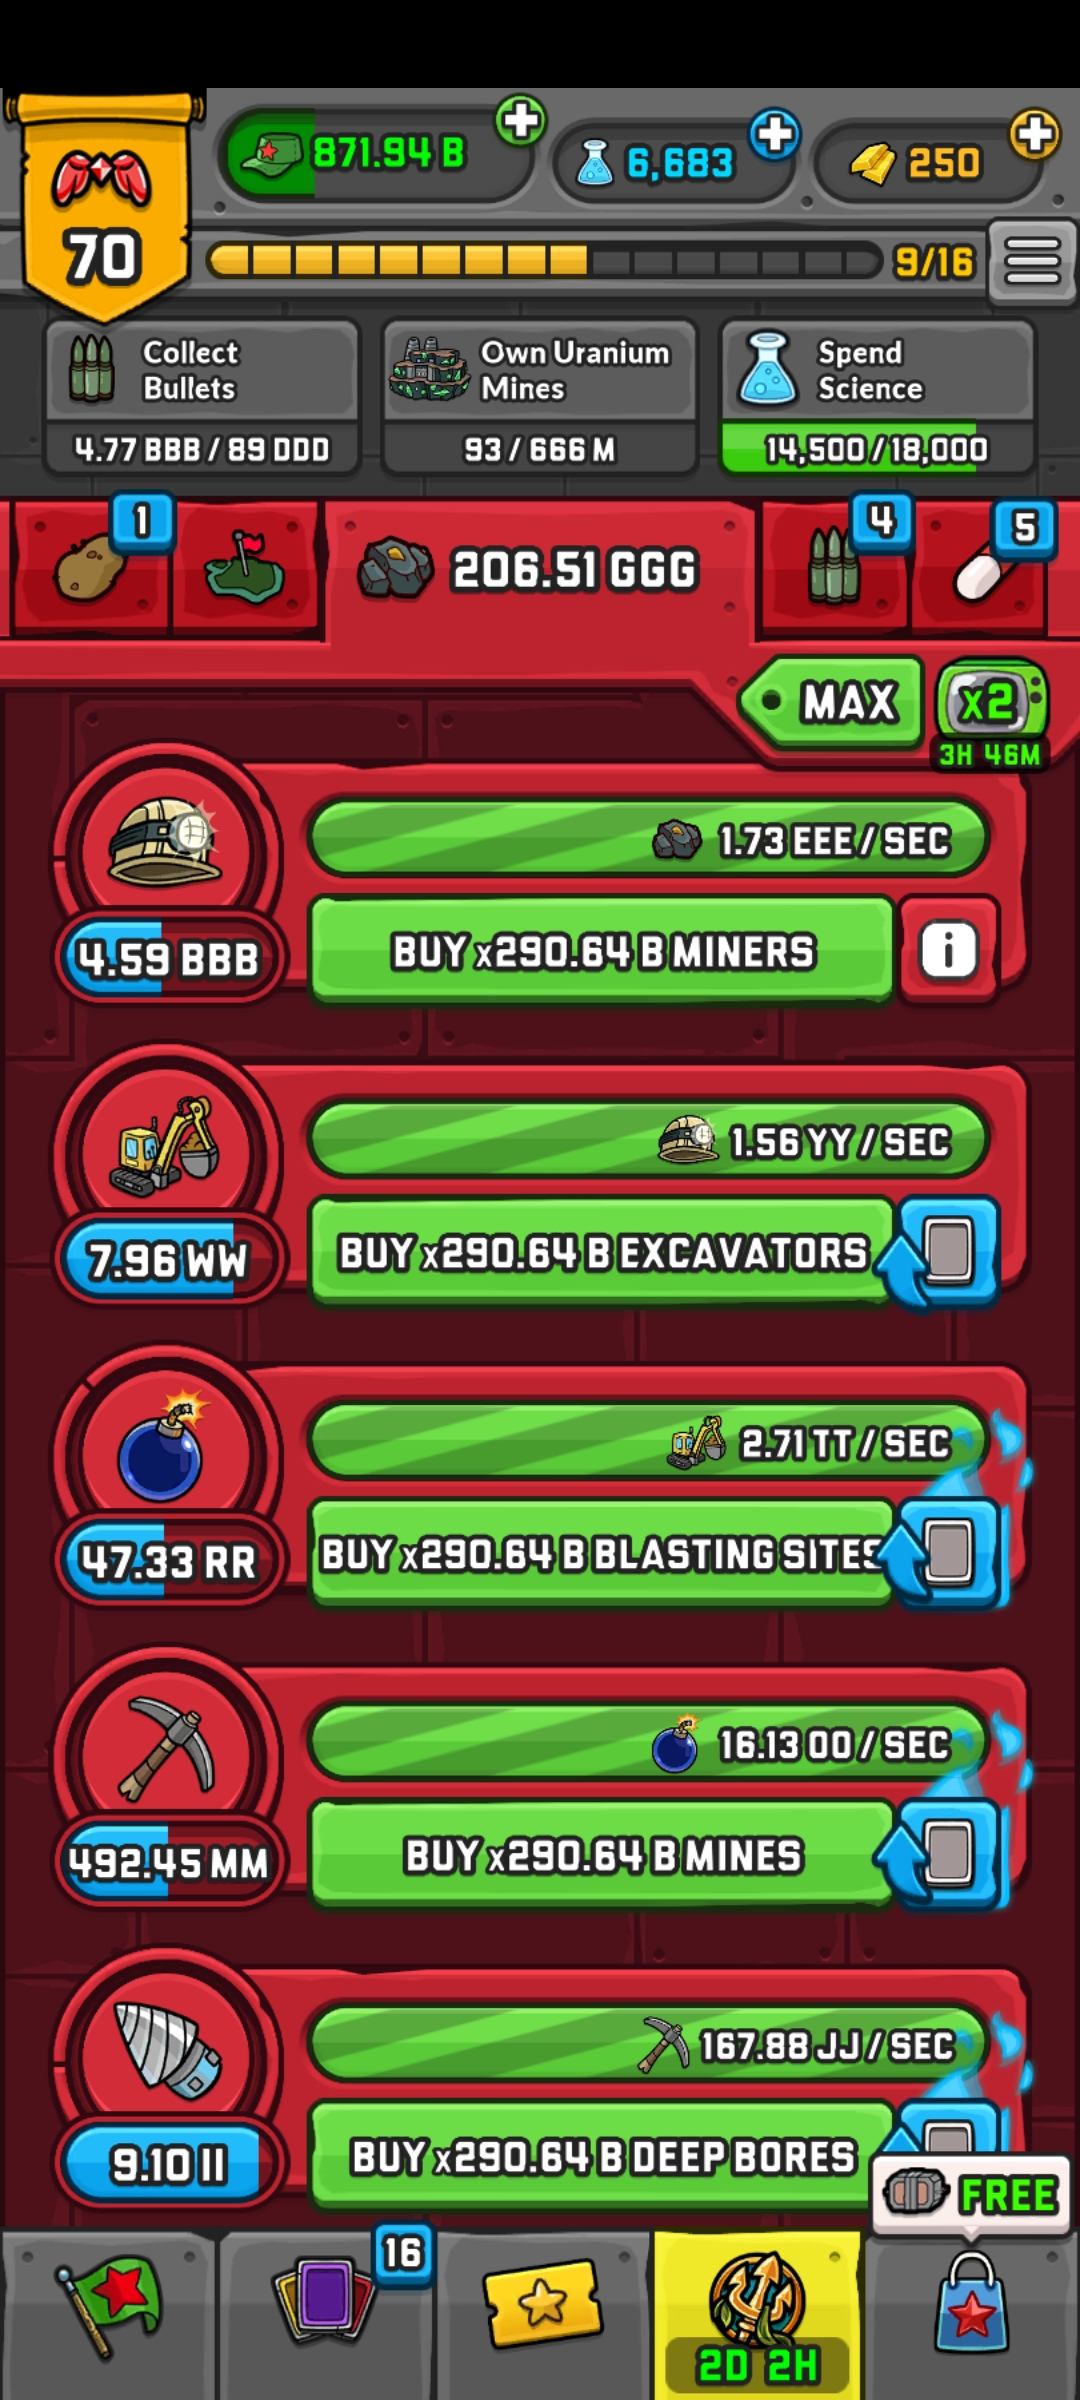 871.94 B
6,683
250
70
9/16
Collect
Bullets
4.77 BBB / 89 DDD
Own Uranium
Mines
93 / 666 M
Spend
Science
14,500/18,000
1
206.51 GGG
4
5
MAX
x2
3H 46M
1.73 EEE / SEC
4.59 BBB
BUY x290.64 B MINERS
i
1.56 YY / SEC
7.96 WW
BUY x290.64 B EXCAVATORS
2.71 TT / SEC
47.33 RR
BUY x290.64 B BLASTING SITES
16.13 OO / SEC
492.45 MM
BUY x290.64 B MINES
167.88 JJ / SEC
9.10 II
BUY x290.64 B DEEP BORES
FREE
16
2D 2H